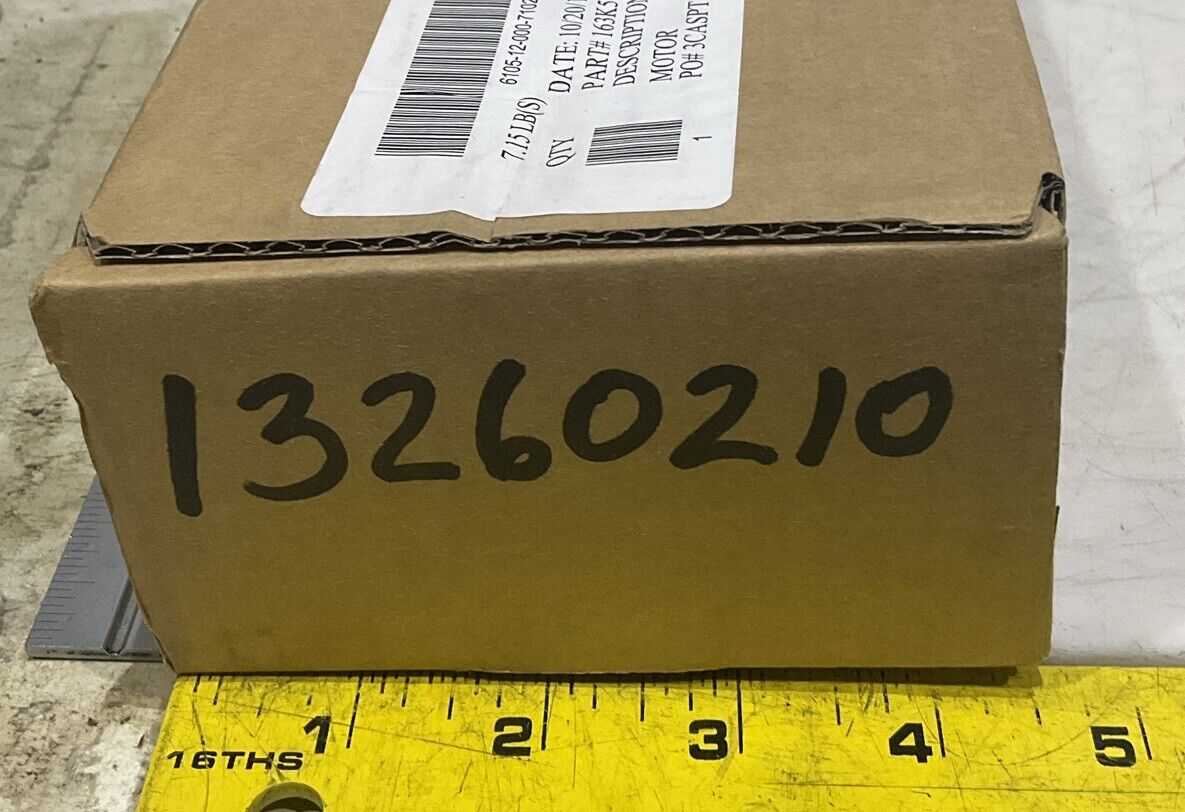 6105-12-000-7102
7.15 LB(S)
QTY
1
DATE: 10/20/1
PART# 163K5
DESCRIPTION
MOTOR
PO# 3CASPT
13260210
1 2 3 4 5
16THS